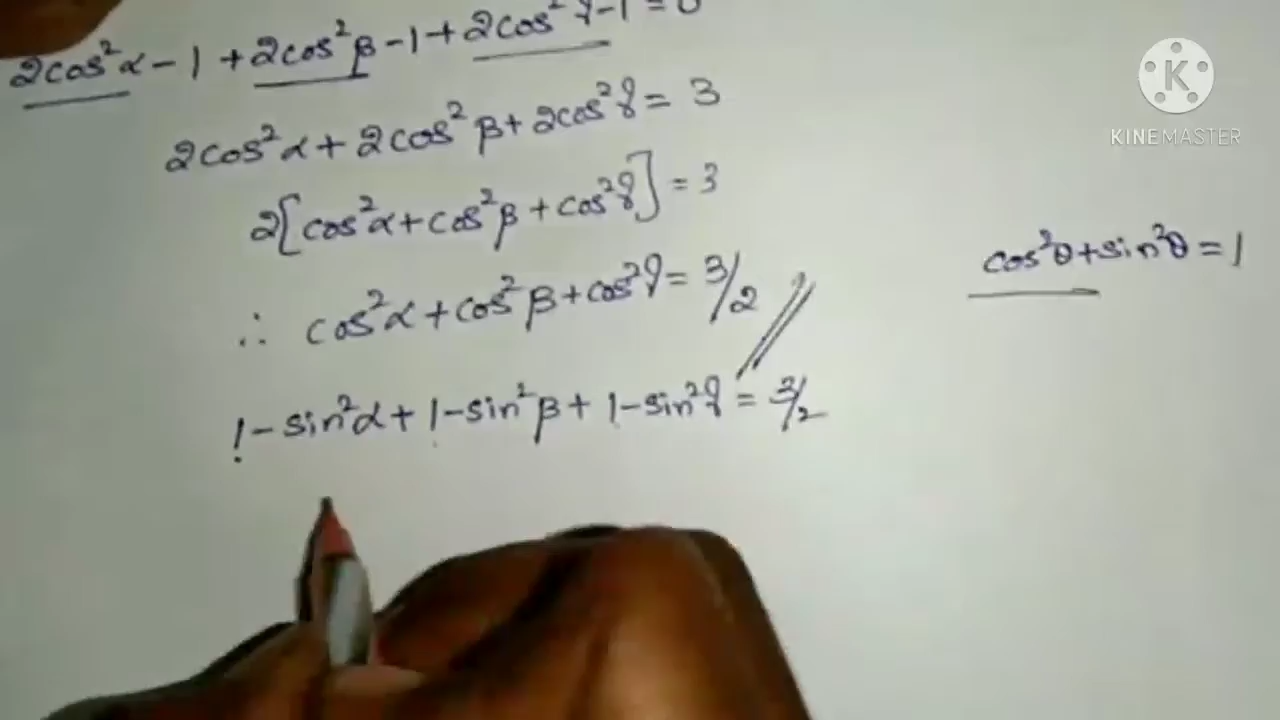 2cos²α-1+2cos²β-1+2cos²γ-1=0
2cos²α+2cos²β+2cos²γ=3
2[cos²α+cos²β+cos²γ]=3
∴ cos²α+cos²β+cos²γ=3/2
1-sin²α+1-sin²β+1-sin²γ=3/2
cos²θ+sin²θ=1
KINEMASTER